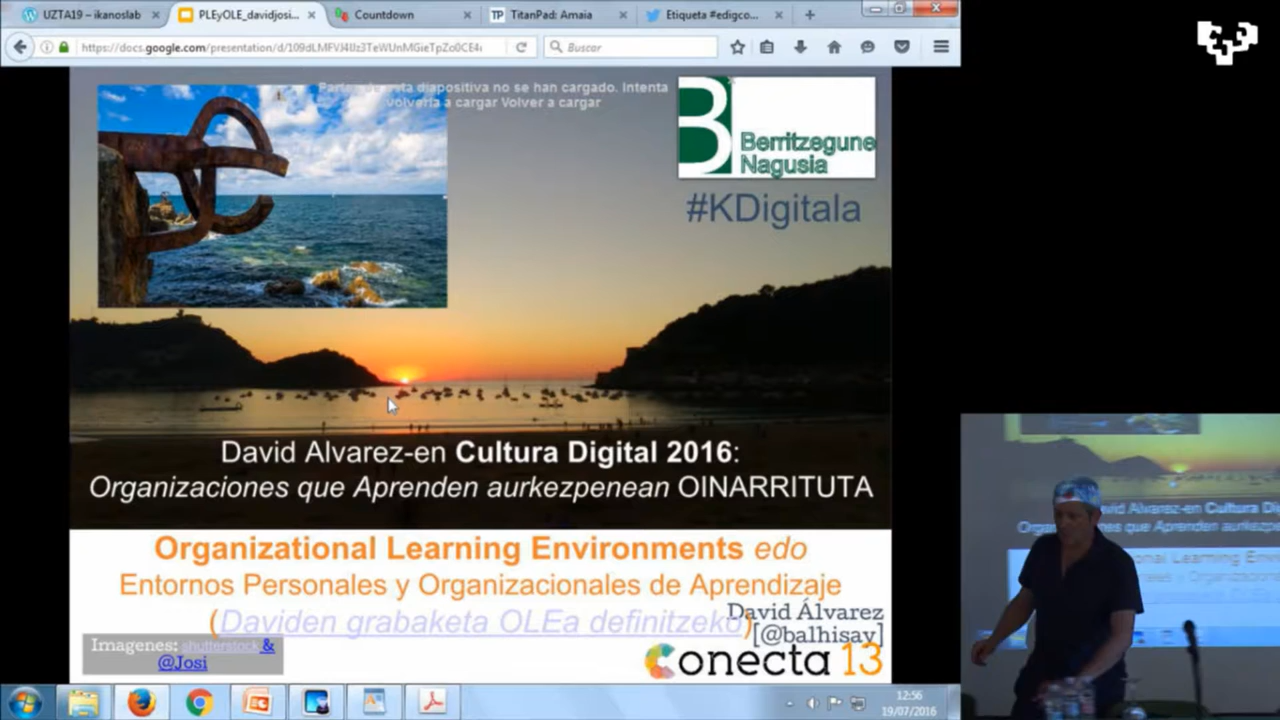 UZTA19 – ikanoslab
PLEyOLE_davidjosi...
Countdown
TitanPad: Amaia
Etiqueta #edigco...
https://docs.google.com/presentation/d/
Buscar
Partes de esta diapositiva no se han cargado. Intenta
volverla a cargar Volver a cargar
Berritzegune
Nagusia
#KDigitala
David Alvarez-en Cultura Digital 2016:
Organizaciones que Aprenden aurkezpenean OINARRITUTA
Organizational Learning Environments edo
Entornos Personales y Organizacionales de Aprendizaje
(Daviden grabaketa OLEa definitzeko)
David Álvarez
[@balhisay]
Imagenes: shutterstock &
@Josi
Conecta 13
12:56
19/07/2016